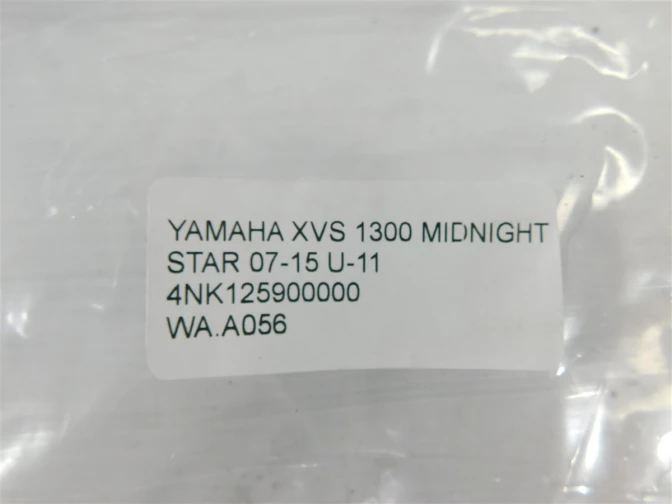 YAMAHA XVS 1300 MIDNIGHT
STAR 07-15 U-11
4NK125900000
WA.A056